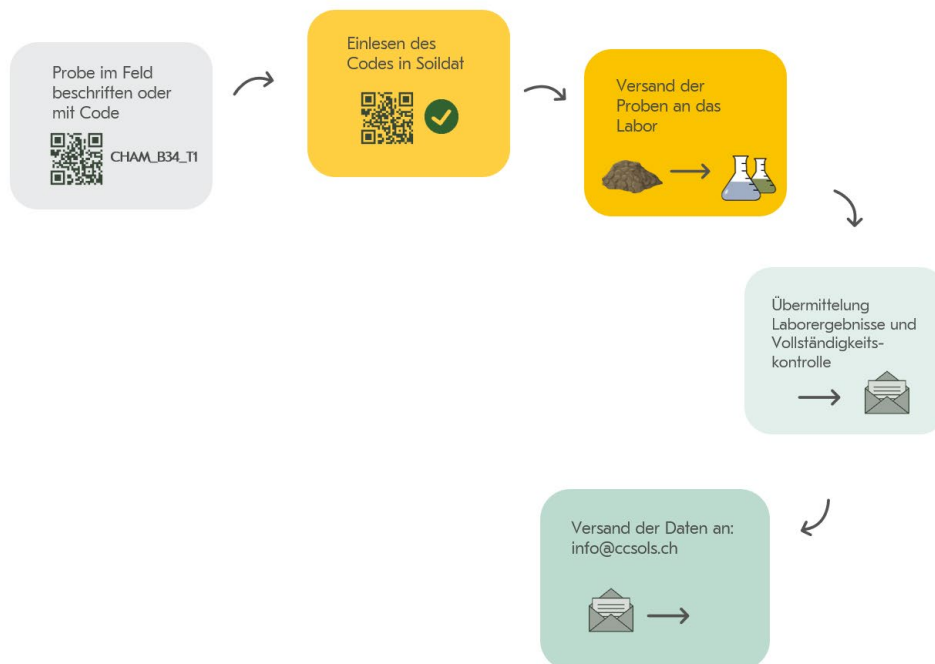 Probe im Feld
beschriften oder
mit Code
CHAM_B34_T1
Einlesen des
Codes in Soildat
Versand der
Proben an das
Labor
Übermittelung
Laborergebnisse und
Vollständigkeits-
kontrolle
Versand der Daten an:
info@ccsols.ch